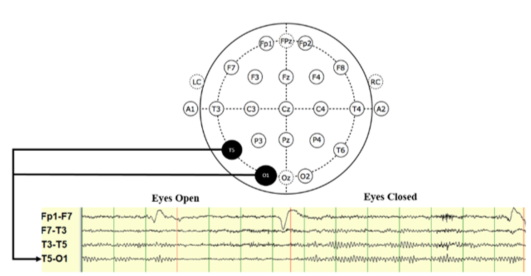 Fp1 FPz Fp2
F7 F8
F3 Fz F4
LC RC
A1 T3 C3 Cz C4 T4 A2
P3 Pz P4
T5 T6
O1 Oz O2
Eyes Open Eyes Closed
Fp1-F7
F7-T3
T3-T5
T5-O1